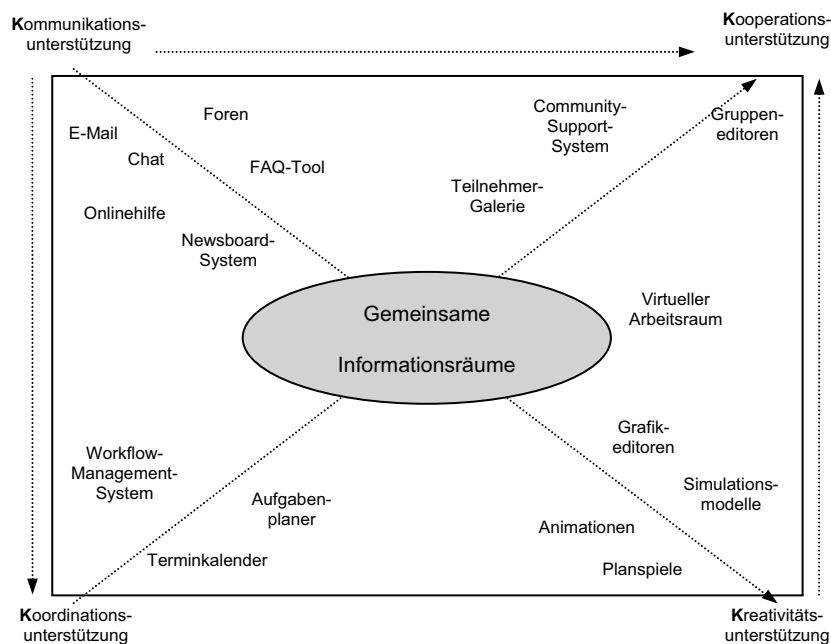 Kommunikations-
unterstützung
Kooperations-
unterstützung
Foren
E-Mail
Chat
FAQ-Tool
Onlinehilfe
Newsboard-
System
Community-
Support-
System
Gruppen-
editoren
Teilnehmer-
Galerie
Gemeinsame
Informationsräume
Virtueller
Arbeitsraum
Workflow-
Management-
System
Aufgaben-
planer
Terminkalender
Grafik-
editoren
Simulations-
modelle
Animationen
Planspiele
Koordinations-
unterstützung
Kreativitäts-
unterstützung